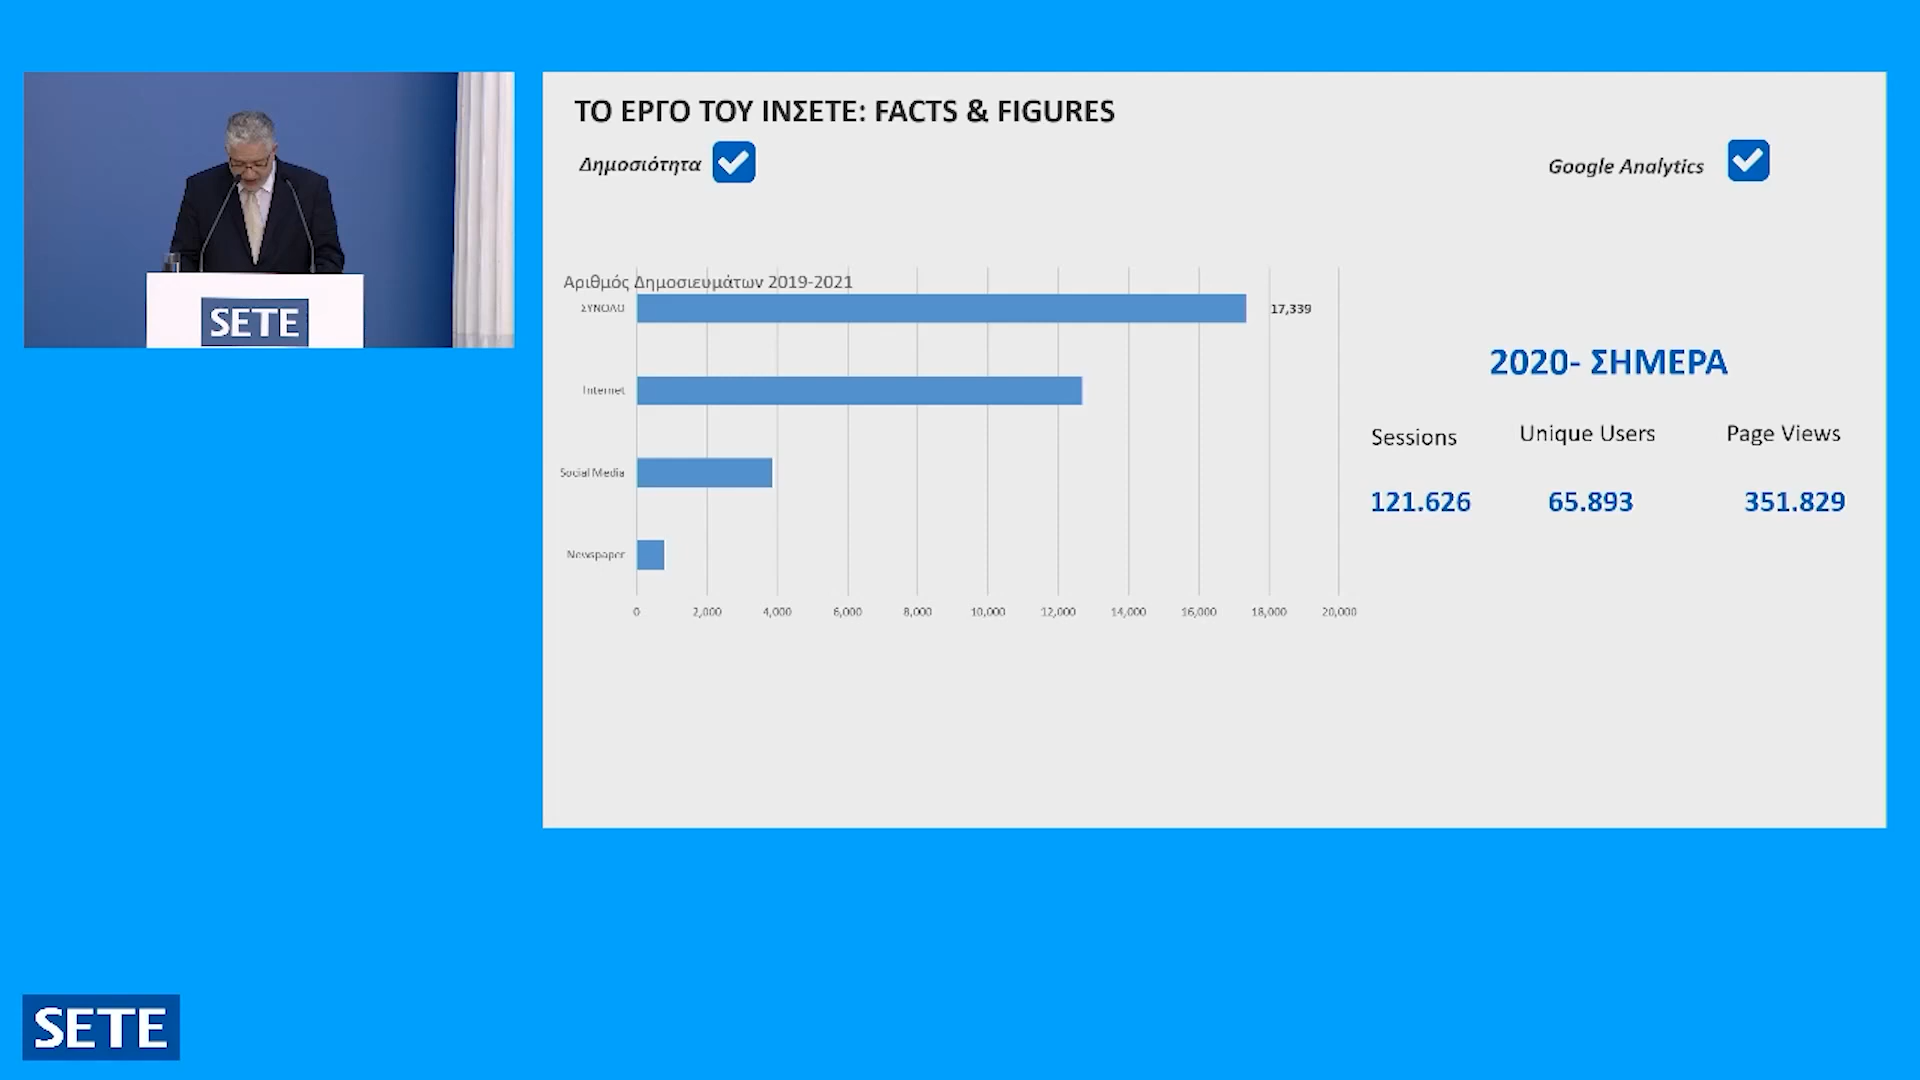 SETE
ΤΟ ΕΡΓΟ ΤΟΥ ΙΝΣΕΤΕ: FACTS & FIGURES
Δημοσιότητα
Google Analytics
Αριθμός Δημοσιευμάτων 2019-2021
ΣΥΝΟΛΟ
17,339
Internet
Social Media
Newspaper
0 2,000 4,000 6,000 8,000 10,000 12,000 14,000 16,000 18,000 20,000
2020- ΣΗΜΕΡΑ
Sessions Unique Users Page Views
121.626 65.893 351.829
SETE